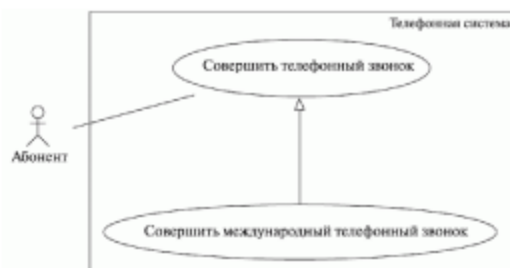 Телефонная система
Совершить телефонный звонок
Абонент
Совершить международный телефонный звонок